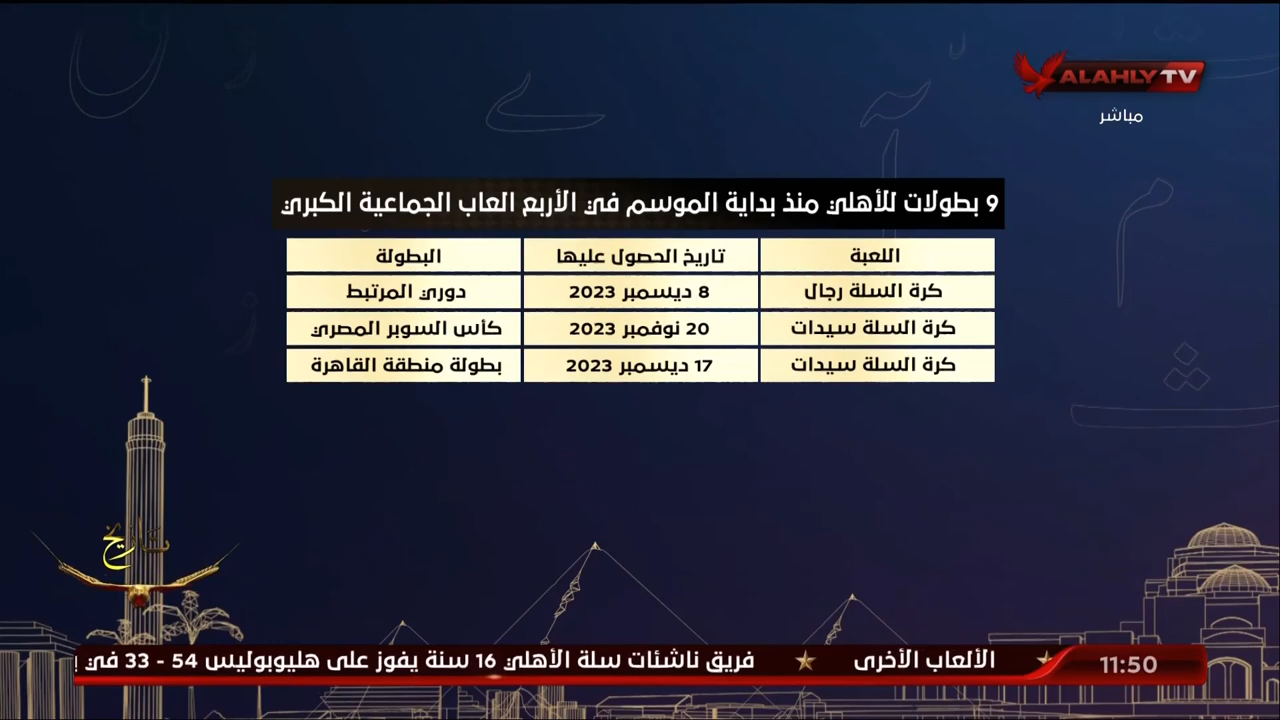 ALAHLY TV
مباشر
9 بطولات للأهلي منذ بداية الموسم في الأربع العاب الجماعية الكبري
اللعبة تاريخ الحصول عليها البطولة
كرة السلة رجال 8 ديسمبر 2023 دوري المرتبط
كرة السلة سيدات 20 نوفمبر 2023 كأس السوبر المصري
كرة السلة سيدات 17 ديسمبر 2023 بطولة منطقة القاهرة
تاريخ
11:50 الألعاب الأخرى فريق ناشئات سلة الأهلي 16 سنة يفوز على هليوبوليس 54 - 33 في